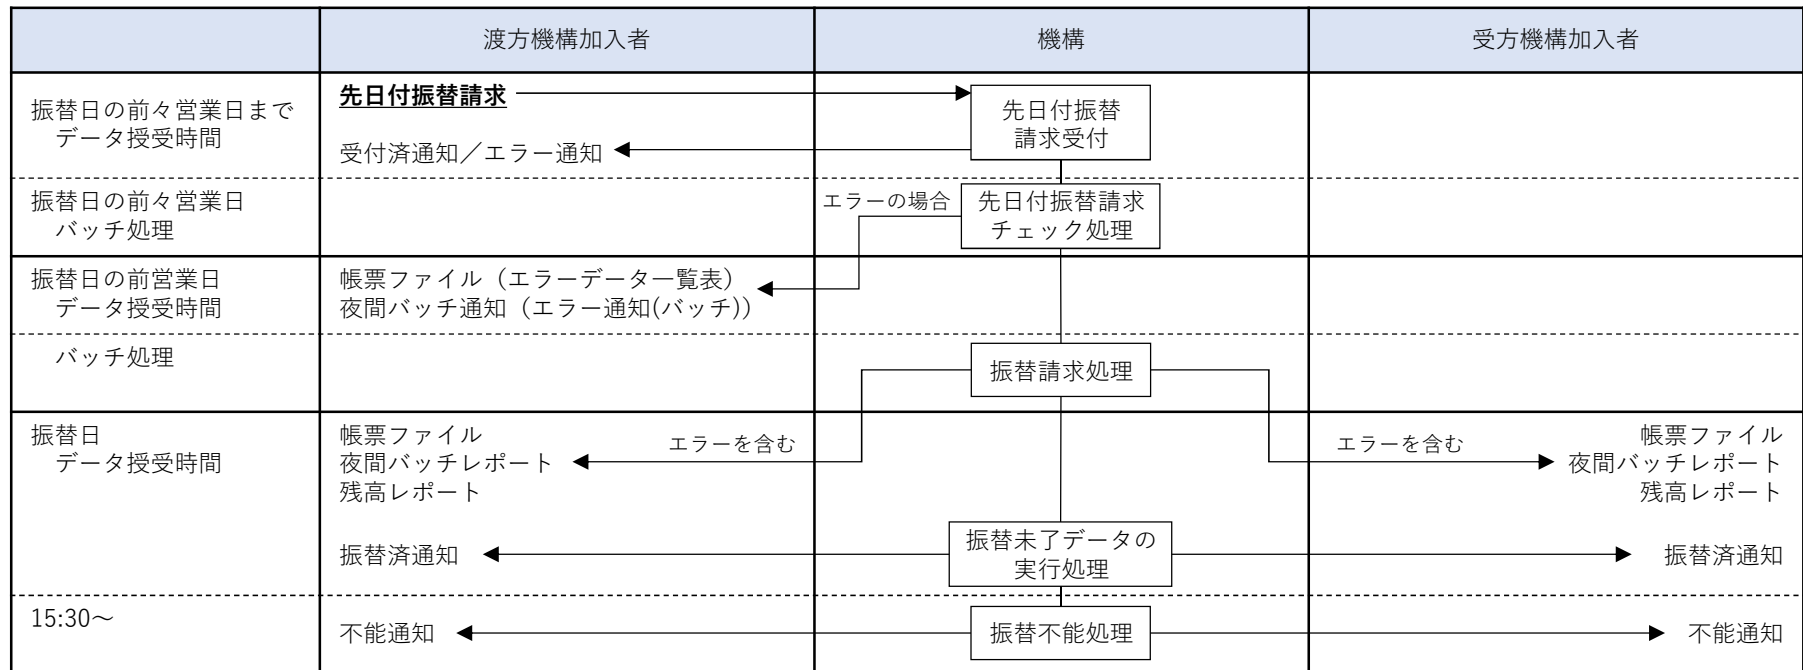 渡方機構加入者
機構
受方機構加入者
振替日の前々営業日まで
データ授受時間
先日付振替請求
受付済通知／エラー通知
先日付振替
請求受付
振替日の前々営業日
バッチ処理
エラーの場合
先日付振替請求
チェック処理
振替日の前営業日
データ授受時間
帳票ファイル（エラーデータ一覧表）
夜間バッチ通知（エラー通知(バッチ)）
バッチ処理
振替請求処理
振替日
データ授受時間
帳票ファイル
夜間バッチレポート
残高レポート
エラーを含む
エラーを含む
帳票ファイル
夜間バッチレポート
残高レポート
振替済通知
振替未了データの
実行処理
振替済通知
15:30～
不能通知
振替不能処理
不能通知